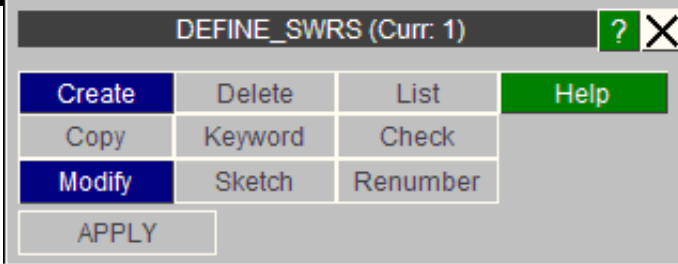 DEFINE_SWRS (Curr: 1) ? X
Create Delete List Help
Copy Keyword Check
Modify Sketch Renumber
APPLY